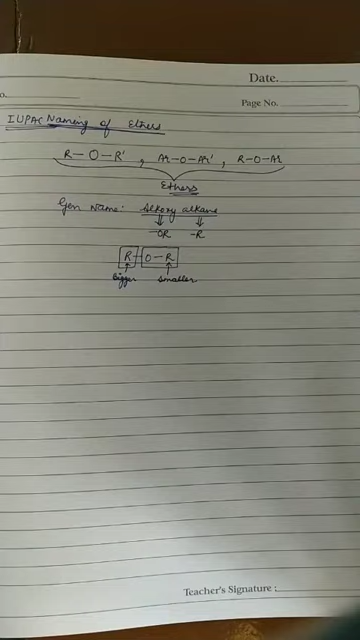 Date.
o.
Page No.
IUPAC Naming of Ethers
R - O - R' , Ar - O - Ar' , R - O - Ar
Ethers
Gen Name: Alkoxy alkane
-OR -R
R - O - R
Bigger Smaller
Teacher's Signature :